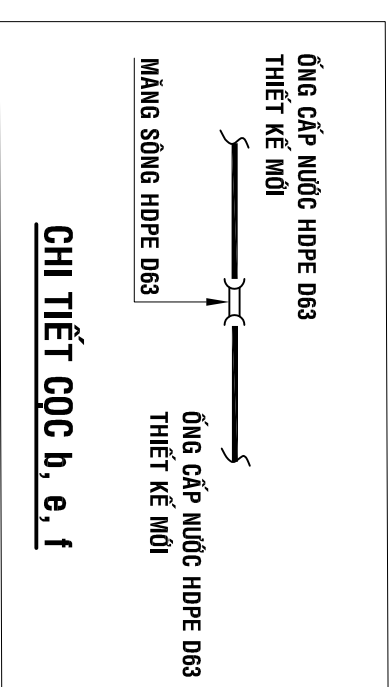 ỐNG CẤP NƯỚC HDPE D63
THIẾT KẾ MỚI
MĂNG SÔNG HDPE D63
ỐNG CẤP NƯỚC HDPE D63
THIẾT KẾ MỚI
CHI TIẾT CỌC b, e, f